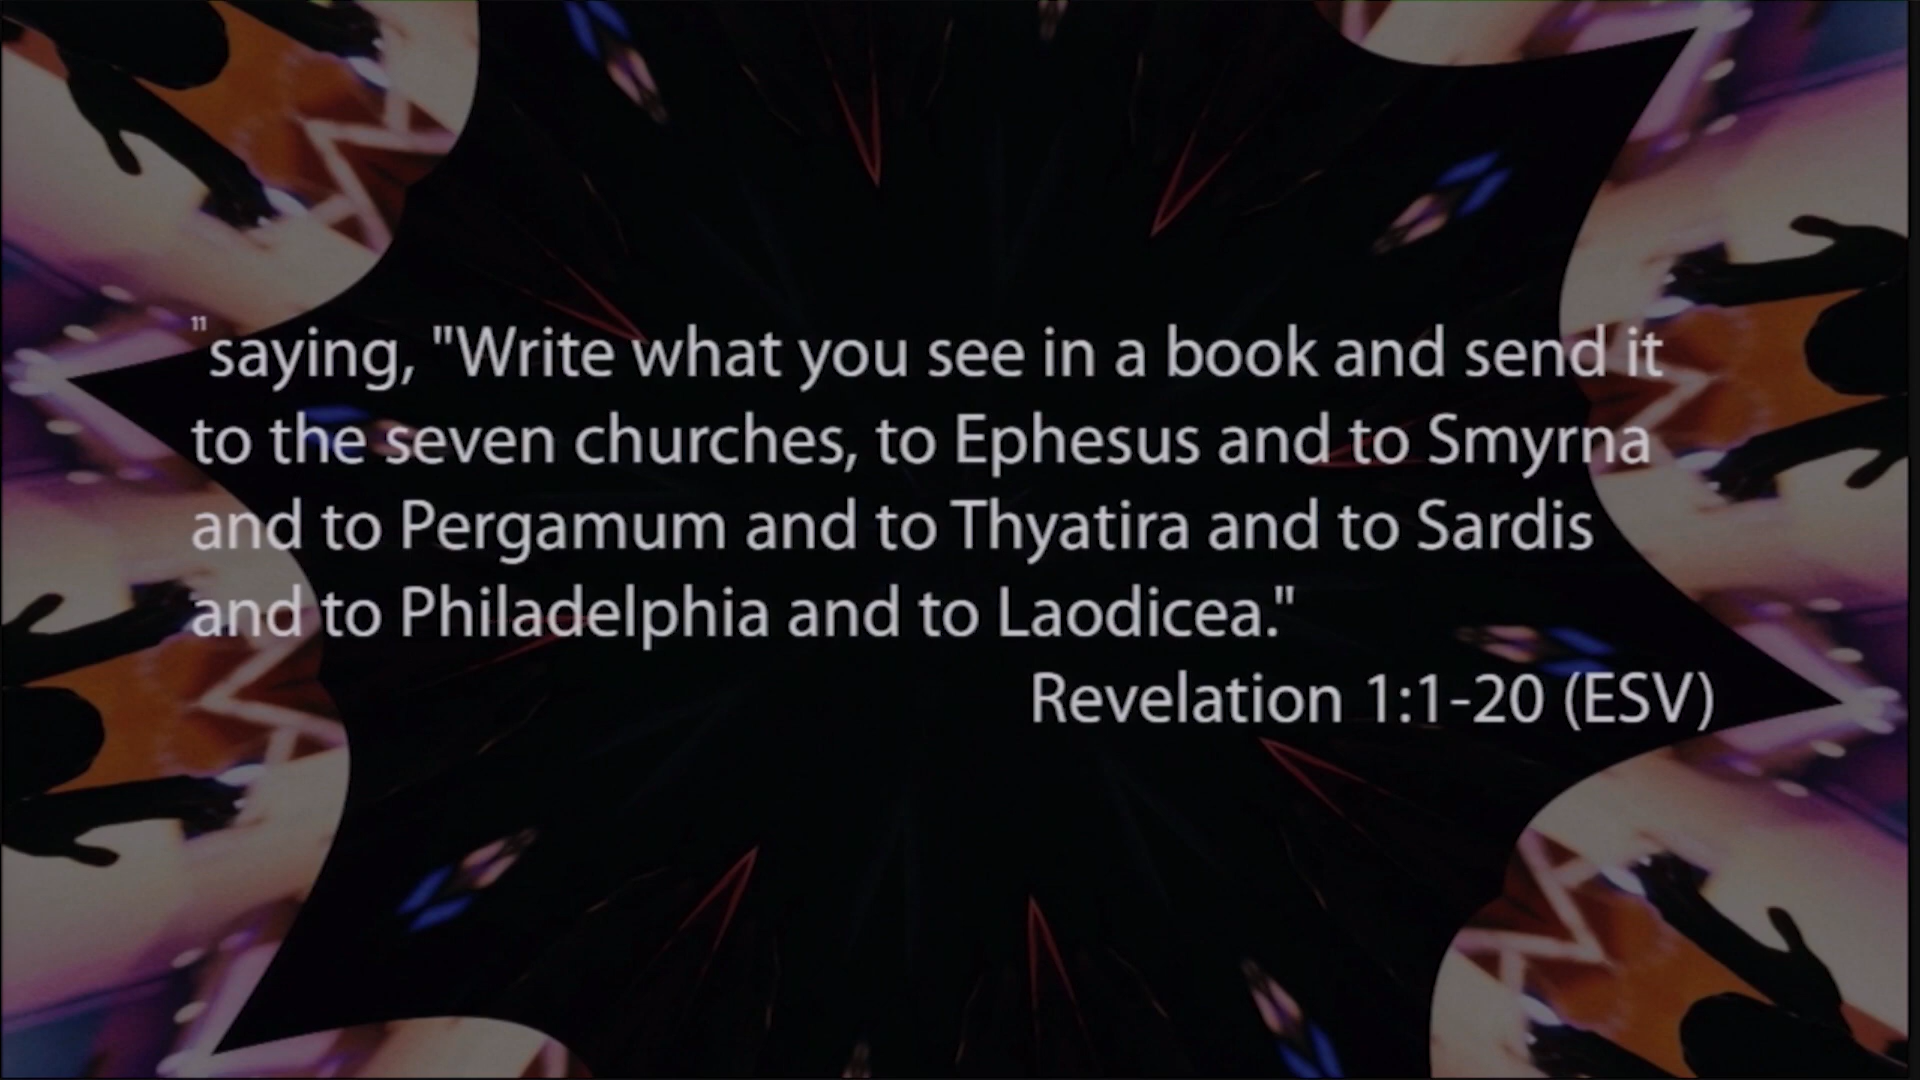 11 saying, "Write what you see in a book and send it
to the seven churches, to Ephesus and to Smyrna
and to Pergamum and to Thyatira and to Sardis
and to Philadelphia and to Laodicea."
Revelation 1:1-20 (ESV)